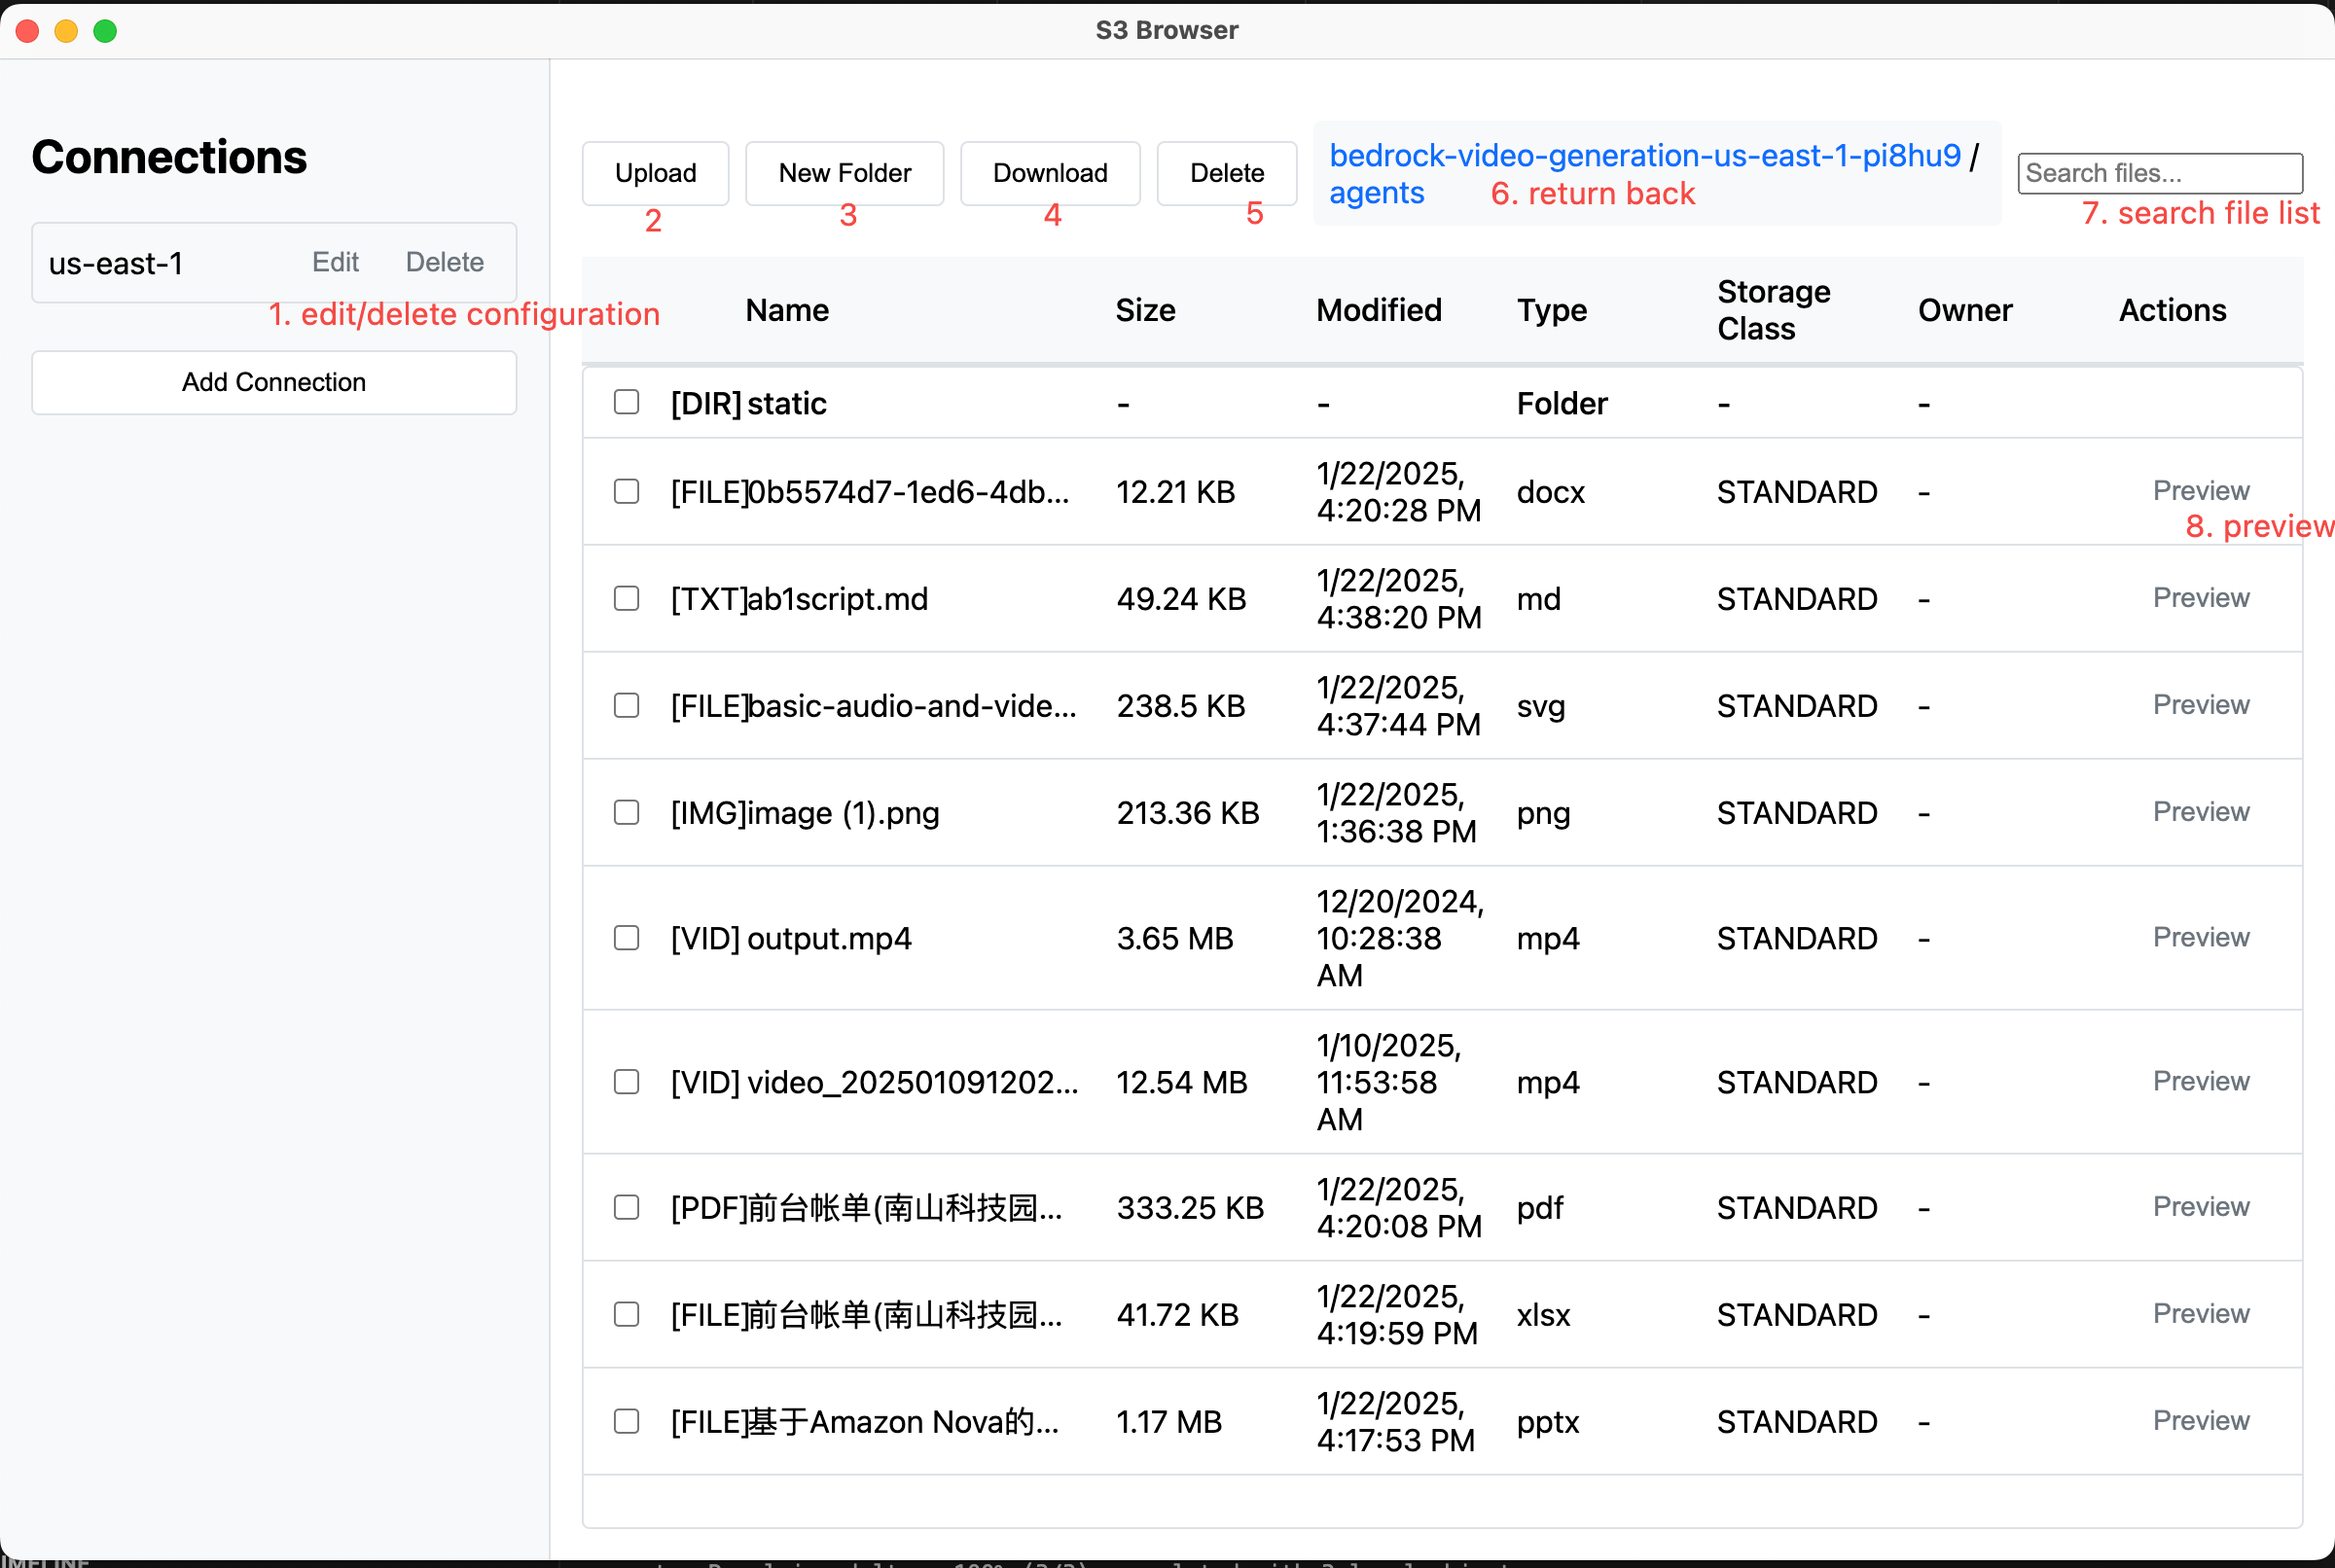 S3 Browser
Connections
us-east-1 Edit Delete
1. edit/delete configuration
Add Connection
Upload New Folder Download Delete
2 3 4 5
bedrock-video-generation-us-east-1-pi8hu9 /
agents
6. return back
Search files...
7. search file list
Name Size Modified Type Storage Class Owner Actions
[DIR] static - - Folder - -
[FILE]0b5574d7-1ed6-4db... 12.21 KB 1/22/2025, 4:20:28 PM docx STANDARD - Preview
8. preview
[TXT]ab1script.md 49.24 KB 1/22/2025, 4:38:20 PM md STANDARD - Preview
[FILE]basic-audio-and-vide... 238.5 KB 1/22/2025, 4:37:44 PM svg STANDARD - Preview
[IMG]image (1).png 213.36 KB 1/22/2025, 1:36:38 PM png STANDARD - Preview
[VID] output.mp4 3.65 MB 12/20/2024, 10:28:38 AM mp4 STANDARD - Preview
[VID] video_202501091202... 12.54 MB 1/10/2025, 11:53:58 AM mp4 STANDARD - Preview
[PDF]前台帐单(南山科技园... 333.25 KB 1/22/2025, 4:20:08 PM pdf STANDARD - Preview
[FILE]前台帐单(南山科技园... 41.72 KB 1/22/2025, 4:19:59 PM xlsx STANDARD - Preview
[FILE]基于Amazon Nova的... 1.17 MB 1/22/2025, 4:17:53 PM pptx STANDARD - Preview